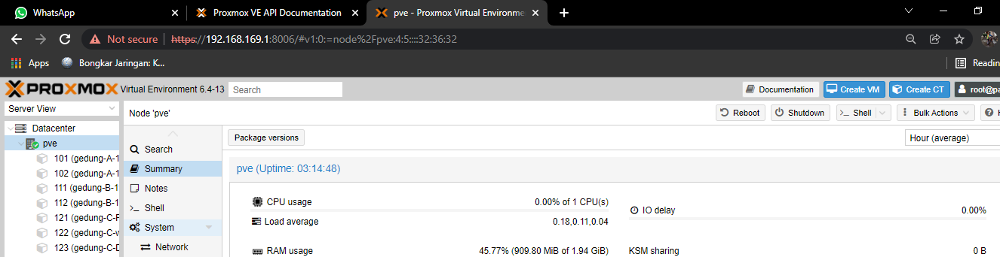 WhatsApp
Proxmox VE API Documentation
pve - Proxmox Virtual Environme
Not secure
https://192.168.169.1:8006/#v1:0:=node%2Fpve:4:5::::32:36:32
Apps
Bongkar Jaringan: K...
Readin
PROXMOX Virtual Environment 6.4-13
Search
Documentation
Create VM
Create CT
root@pa
Server View
Node 'pve'
Reboot
Shutdown
Shell
Bulk Actions
H
Datacenter
pve
101 (gedung-A-1
102 (gedung-A-1
111 (gedung-B-1
112 (gedung-B-1
121 (gedung-C-F
122 (gedung-C-w
123 (gedung-C-D
Search
Summary
Notes
Shell
System
Network
Package versions
Hour (average)
pve (Uptime: 03:14:48)
CPU usage 0.00% of 1 CPU(s)
IO delay 0.00%
Load average 0.18,0.11,0.04
RAM usage 45.77% (909.80 MiB of 1.94 GiB)
KSM sharing 0 B